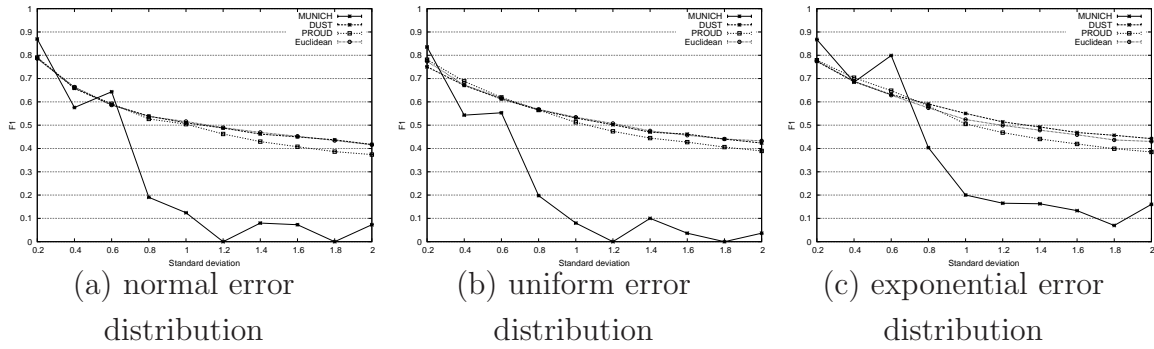 1
0.9
0.8
0.7
0.6
0.5
0.4
0.3
0.2
0.1
0
F1
MUNICH
DUST
PROUD
Euclidean
0.2 0.4 0.6 0.8 1 1.2 1.4 1.6 1.8 2
Standard deviation
(a) normal error
distribution
1
0.9
0.8
0.7
0.6
0.5
0.4
0.3
0.2
0.1
0
F1
MUNICH
DUST
PROUD
Euclidean
0.2 0.4 0.6 0.8 1 1.2 1.4 1.6 1.8 2
Standard deviation
(b) uniform error
distribution
1
0.9
0.8
0.7
0.6
0.5
0.4
0.3
0.2
0.1
0
F1
MUNICH
DUST
PROUD
Euclidean
0.2 0.4 0.6 0.8 1 1.2 1.4 1.6 1.8 2
Standard deviation
(c) exponential error
distribution